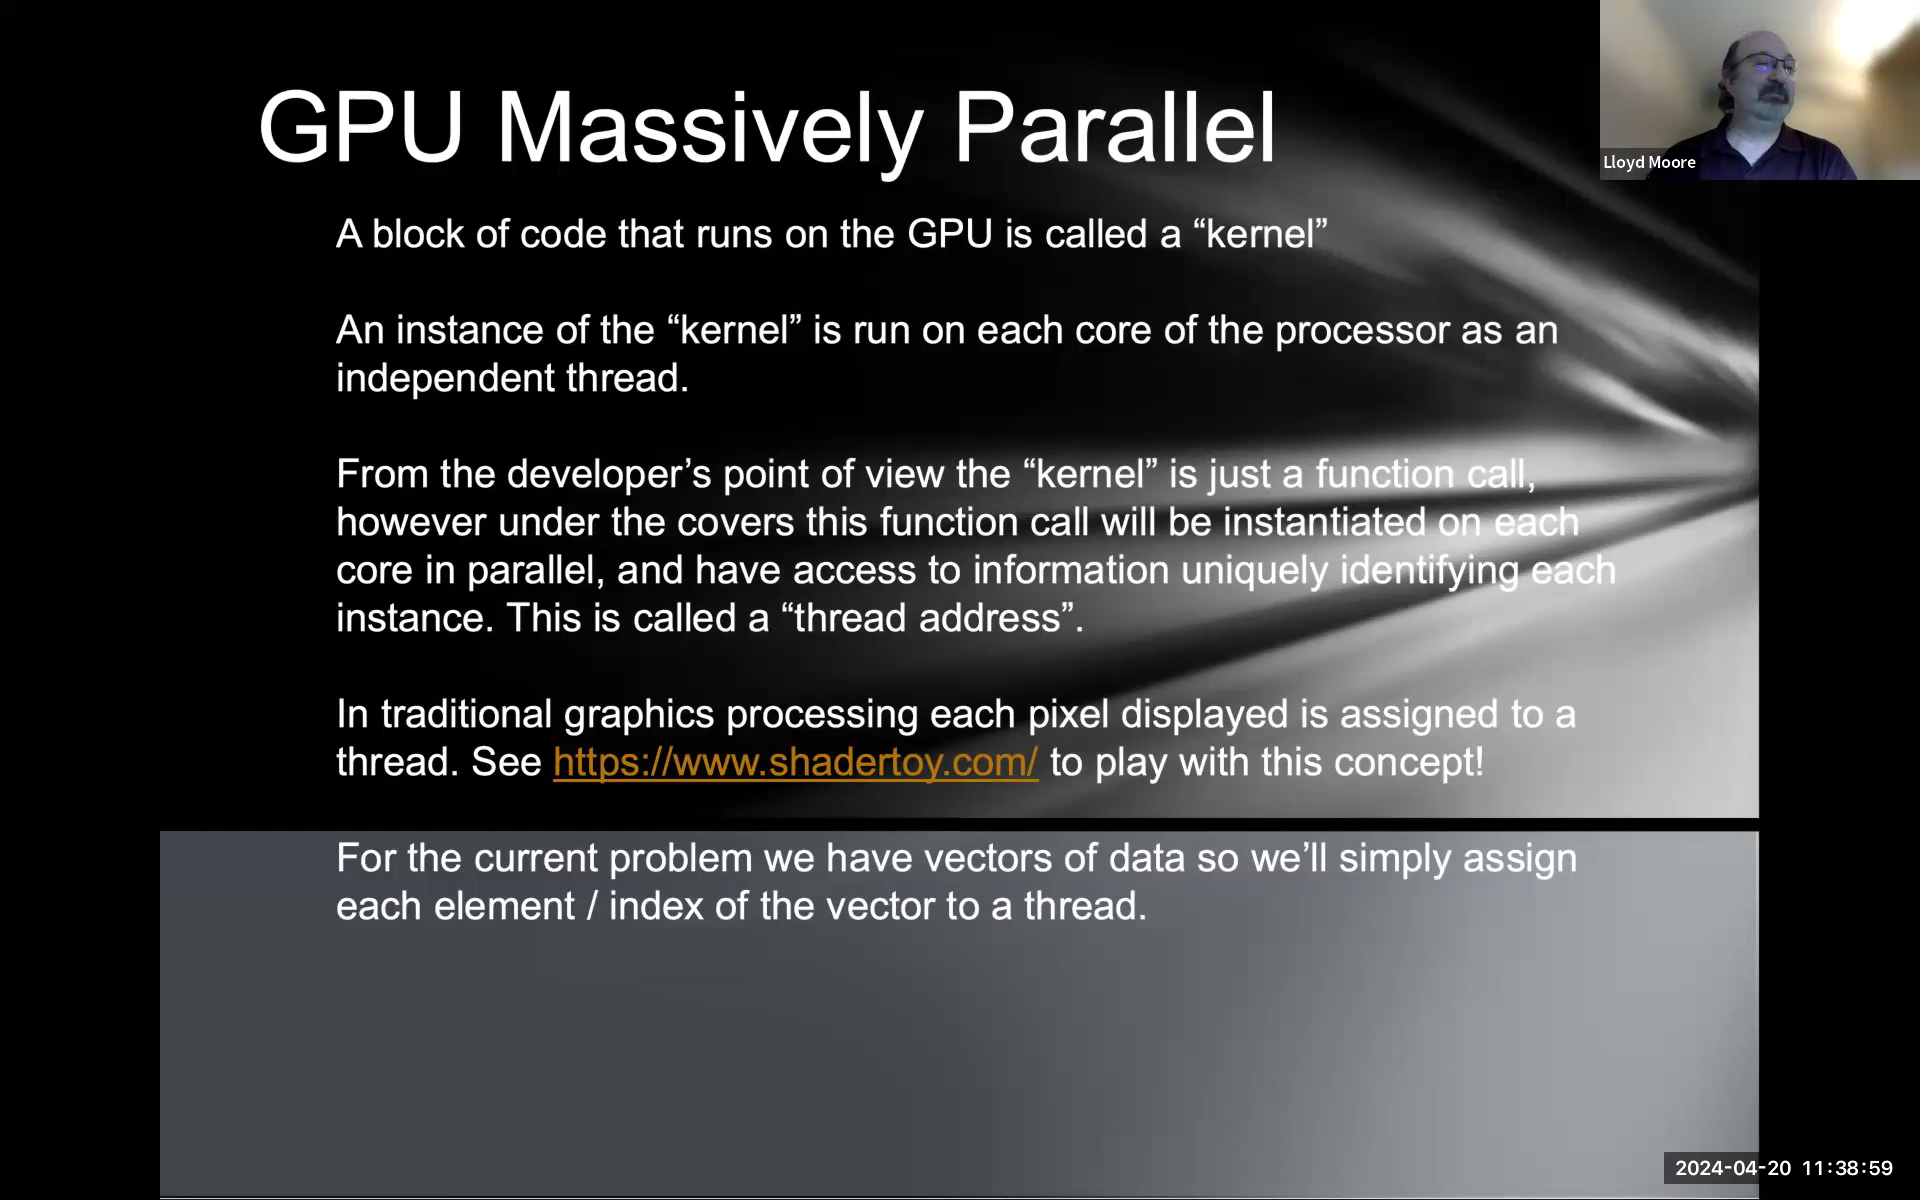 GPU Massively Parallel
Lloyd Moore
A block of code that runs on the GPU is called a “kernel”
An instance of the “kernel” is run on each core of the processor as an
independent thread.
From the developer’s point of view the “kernel” is just a function call,
however under the covers this function call will be instantiated on each
core in parallel, and have access to information uniquely identifying each
instance. This is called a “thread address”.
In traditional graphics processing each pixel displayed is assigned to a
thread. See https://www.shadertoy.com/ to play with this concept!
For the current problem we have vectors of data so we’ll simply assign
each element / index of the vector to a thread.
2024-04-20 11:38:59